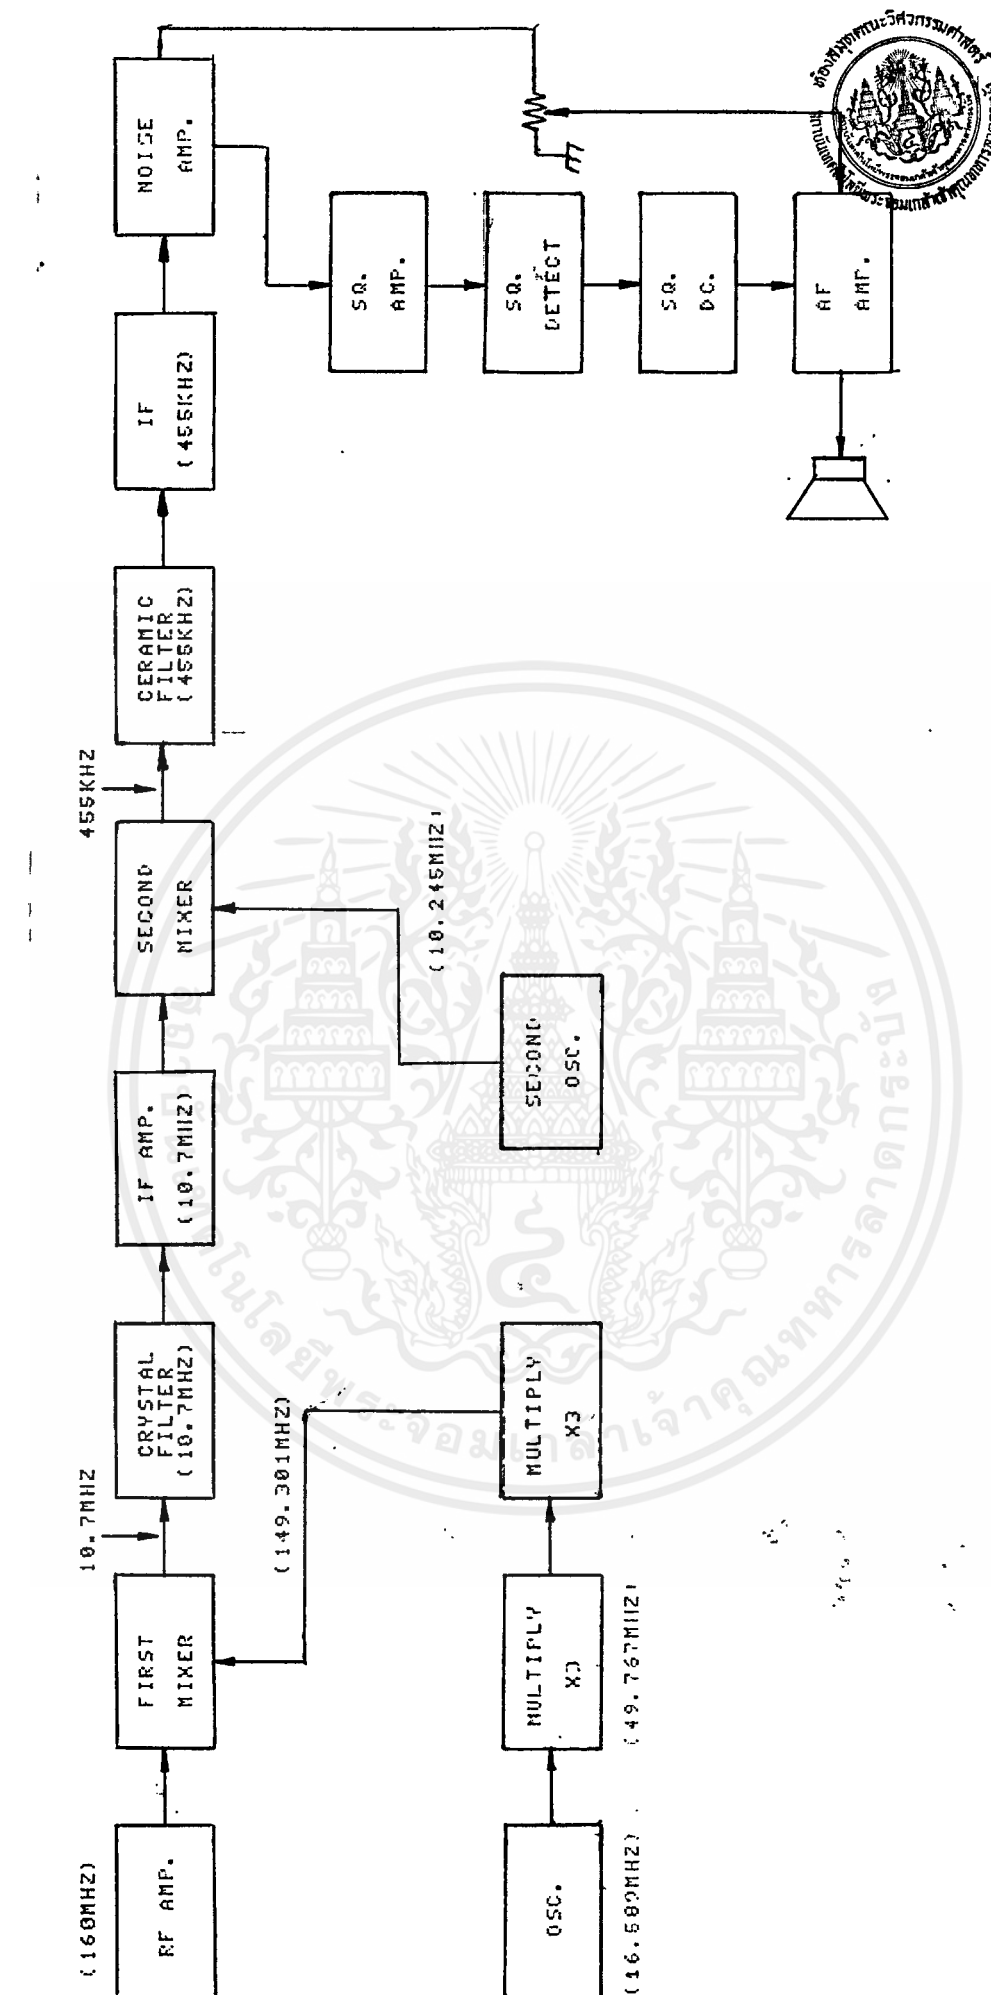 (160MHZ)
RF AMP.
FIRST
MIXER
10.7MHZ
CRYSTAL
FILTER
(10.7MHZ)
IF AMP.
(10.7MHZ)
SECOND
MIXER
455KHZ
CERAMIC
FILTER
(455KHZ)
IF
(455KHZ)
NOISE
AMP.
(149.301MHZ)
(10.245MHZ)
SQ.
AMP.
SQ.
DETECT
SQ.
DC.
AF
AMP.
OSC.
MULTIPLY
X3
MULTIPLY
X3
SECOND
OSC.
(49.767MHZ)